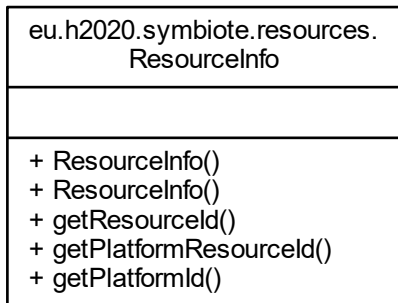 eu.h2020.symbiote.resources.
ResourceInfo
+ ResourceInfo()
+ ResourceInfo()
+ getResourceId()
+ getPlatformResourceId()
+ getPlatformId()